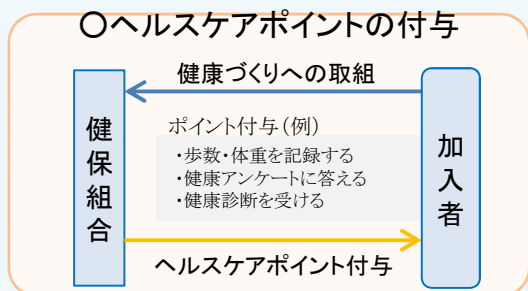 〇ヘルスケアポイントの付与
健康づくりへの取組
健保組合
ポイント付与(例)
・歩数・体重を記録する
・健康アンケートに答える
・健康診断を受ける
加入者
ヘルスケアポイント付与